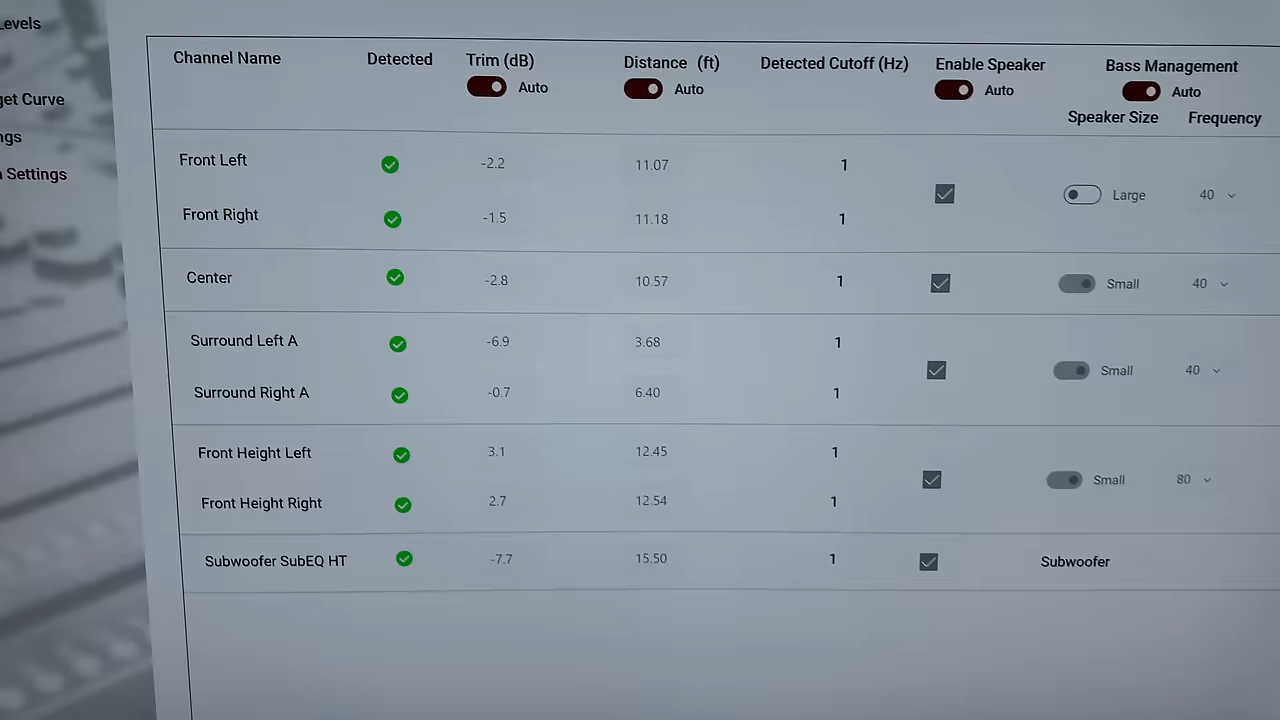 Levels
get Curve
ngs
Settings
Channel Name Detected Trim (dB) Distance (ft) Detected Cutoff (Hz) Enable Speaker Bass Management
Auto Auto Auto Auto
Speaker Size Frequency
Front Left -2.2 11.07 1
Large 40
Front Right -1.5 11.18 1
Center -2.8 10.57 1 Small 40
Surround Left A -6.9 3.68 1
Small 40
Surround Right A -0.7 6.40 1
Front Height Left 3.1 12.45 1
Small 80
Front Height Right 2.7 12.54 1
Subwoofer SubEQ HT -7.7 15.50 1 Subwoofer